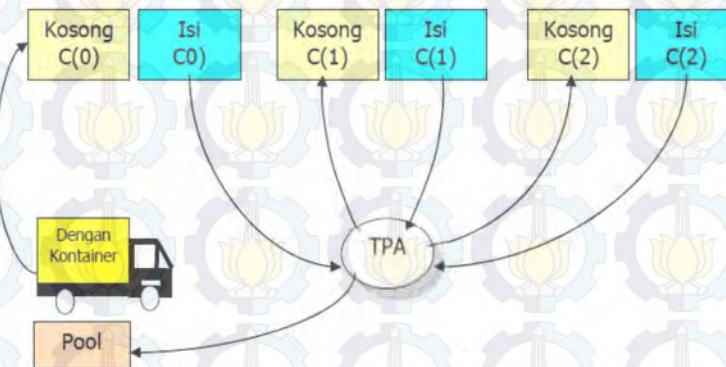 Kosong
C(0)
Isi
C0)
Kosong
C(1)
Isi
C(1)
Kosong
C(2)
Isi
C(2)
Dengan
Kontainer
TPA
Pool